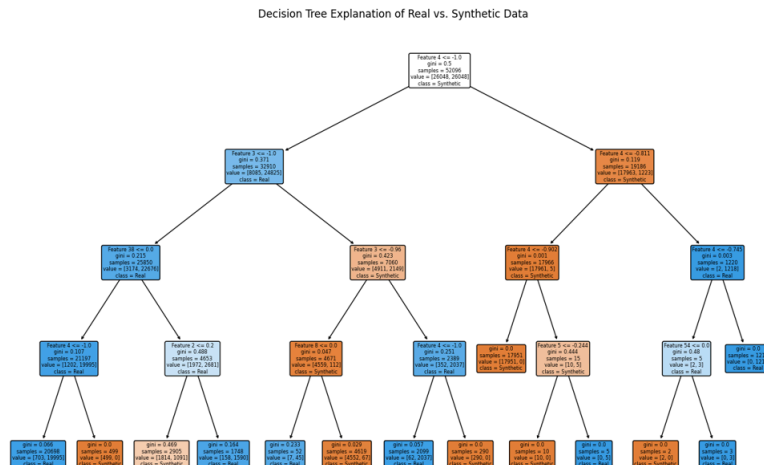 Decision Tree Explanation of Real vs. Synthetic Data
Feature 4 <= -1.0
gini = 0.5
samples = 52096
value = [26048, 26048]
class = Synthetic
Feature 3 <= -1.0
gini = 0.371
samples = 32910
value = [8085, 24825]
class = Real
Feature 4 <= -0.811
gini = 0.119
samples = 19186
value = [17963, 1223]
class = Synthetic
Feature 38 <= 0.0
gini = 0.215
samples = 25850
value = [3174, 22676]
class = Real
Feature 3 <= -0.96
gini = 0.423
samples = 7060
value = [4911, 2149]
class = Synthetic
Feature 4 <= -0.902
gini = 0.001
samples = 17966
value = [17961, 5]
class = Synthetic
Feature 4 <= -0.745
gini = 0.003
samples = 1220
value = [2, 1218]
class = Real
Feature 4 <= -1.0
gini = 0.107
samples = 21197
value = [1202, 19995]
class = Real
Feature 2 <= 0.2
gini = 0.488
samples = 4653
value = [1972, 2681]
class = Real
Feature 8 <= 0.0
gini = 0.047
samples = 4671
value = [4559, 112]
class = Synthetic
Feature 4 <= -1.0
gini = 0.251
samples = 2389
value = [352, 2037]
class = Real
gini = 0.0
samples = 17951
value = [17951, 0]
class = Synthetic
Feature 5 <= -0.244
gini = 0.444
samples = 15
value = [10, 5]
class = Synthetic
Feature 54 <= 0.0
gini = 0.48
samples = 5
value = [2, 3]
class = Real
gini = 0.0
samples = 121
value = [0, 121
class = Real
gini = 0.066
samples = 20698
value = [703, 19995]
class = Real
gini = 0.0
samples = 499
value = [499, 0]
class = Synthetic
gini = 0.469
samples = 2905
value = [1814, 1091]
class = Synthetic
gini = 0.164
samples = 1748
value = [158, 1590]
class = Real
gini = 0.233
samples = 52
value = [7, 45]
class = Real
gini = 0.029
samples = 4619
value = [4552, 67]
class = Synthetic
gini = 0.057
samples = 2099
value = [62, 2037]
class = Real
gini = 0.0
samples = 290
value = [290, 0]
class = Synthetic
gini = 0.0
samples = 10
value = [10, 0]
class = Synthetic
gini = 0.0
samples = 5
value = [0, 5]
class = Real
gini = 0.0
samples = 2
value = [2, 0]
class = Synthetic
gini = 0.0
samples = 3
value = [0, 3]
class = Real